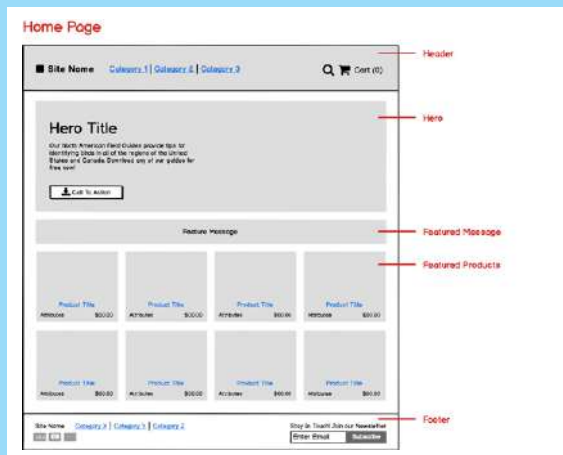 Home Page
Site Name Category 1 | Category 2 | Category 3 Cart (0)
Header
Hero
Hero Title
Our North American Field Guides provide tips for
identifying birds in all of the regions of the United
States and Canada. Download any of our guides for
free now!
Call To Action
Feature Message
Featured Message
Featured Products
Product Title Product Title Product Title Product Title
Attributes $00.00 Attributes $00.00 Attributes $00.00 Attributes $00.00
Product Title Product Title Product Title Product Title
Attributes $00.00 Attributes $00.00 Attributes $00.00 Attributes $00.00
Footer
Site Name Category | Category | Category 2
Stay In Touch! Join our Newsletter
Enter Email Subscribe